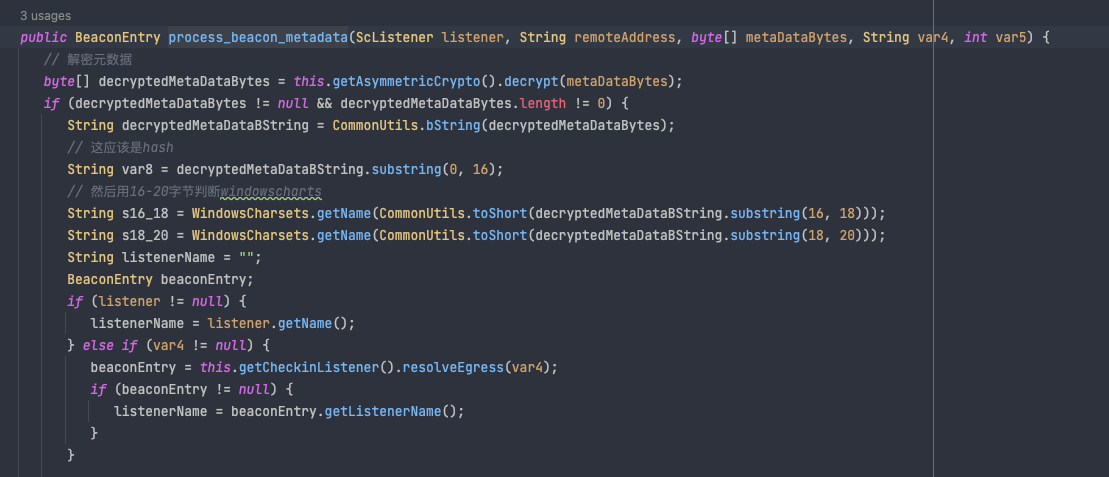 3 usages
public BeaconEntry process_beacon_metadata(ScListener listener, String remoteAddress, byte[] metaDataBytes, String var4, int var5) {
// 解密元数据
byte[] decryptedMetaDataBytes = this.getAsymmetricCrypto().decrypt(metaDataBytes);
if (decryptedMetaDataBytes != null && decryptedMetaDataBytes.length != 0) {
String decryptedMetaDataBString = CommonUtils.bString(decryptedMetaDataBytes);
// 这应该是hash
String var8 = decryptedMetaDataBString.substring(0, 16);
// 然后用16-20字节判断windowscharts
String s16_18 = WindowsCharsets.getName(CommonUtils.toShort(decryptedMetaDataBString.substring(16, 18)));
String s18_20 = WindowsCharsets.getName(CommonUtils.toShort(decryptedMetaDataBString.substring(18, 20)));
String listenerName = "";
BeaconEntry beaconEntry;
if (listener != null) {
listenerName = listener.getName();
} else if (var4 != null) {
beaconEntry = this.getCheckinListener().resolveEgress(var4);
if (beaconEntry != null) {
listenerName = beaconEntry.getListenerName();
}
}